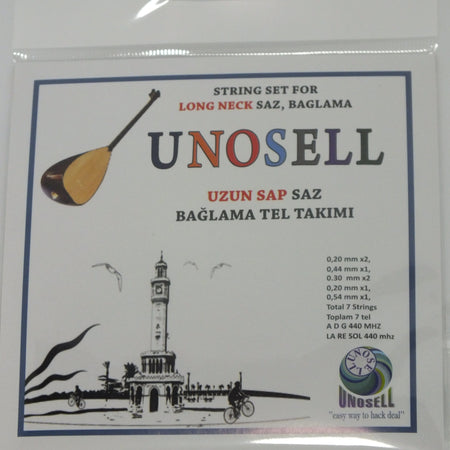 STRING SET FOR
LONG NECK SAZ, BAGLAMA
UNOSELL
UZUN SAP SAZ
BAĞLAMA TEL TAKIMI
0,20 mm x2,
0,44 mm x1,
0.30 mm x2
0,20 mm x1,
0,54 mm x1,
Total 7 Strings
Toplam 7 tel
A D G 440 MHZ
LA RE SOL 440 mhz
UNOSELL
"easy way to hack deal"